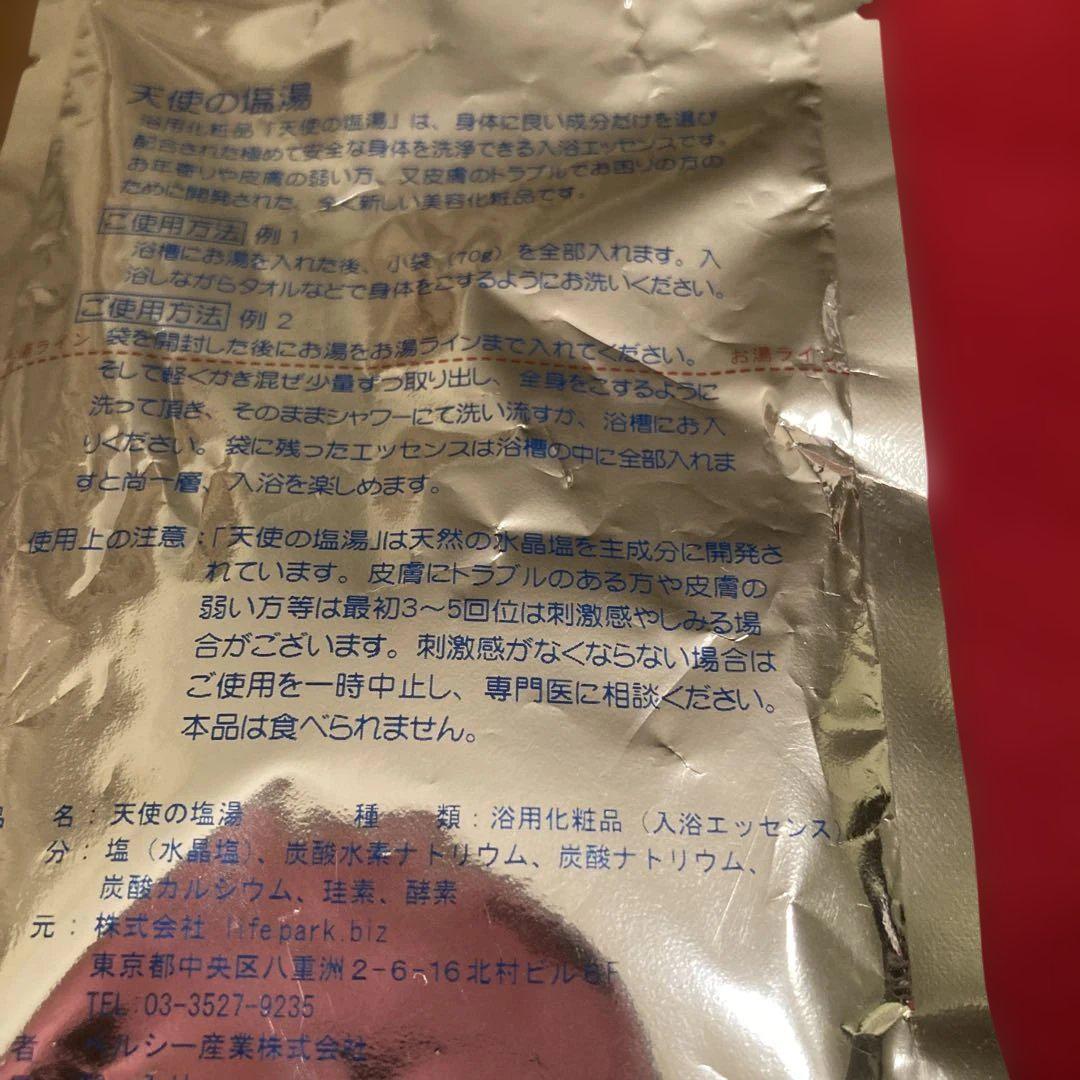 天使の塩湯
浴用化粧品「天使の塩湯」は、身体に良い成分だけを選び
配合された極めて安全な身体を洗浄できる入浴エッセンスです。
お年寄りや皮膚の弱い方、又皮膚のトラブルでお困りの方の
ために開発された、全く新しい美容化粧品です。
ご使用方法 例1
浴槽にお湯を入れた後、小袋(70g)を全部入れます。入
浴しながらタオルなどで身体をこするようにお洗いください。
ご使用方法 例2
湯ライン 袋を開封した後にお湯をお湯ラインまで入れてください。 お湯ライン
そして軽くかき混ぜ少量ずつ取り出し、全身をこするように
洗って頂き、そのままシャワーにて洗い流すか、浴槽にお入
りください。袋に残ったエッセンスは浴槽の中に全部入れま
すと尚一層、入浴を楽しめます。
使用上の注意:「天使の塩湯」は天然の水晶塩を主成分に開発さ
れています。皮膚にトラブルのある方や皮膚の
弱い方等は最初3〜5回位は刺激感やしみる場
合がございます。刺激感がなくならない場合は
ご使用を一時中止し、専門医に相談ください。
本品は食べられません。
名:天使の塩湯 種 類:浴用化粧品(入浴エッセンス)
分:塩(水晶塩)、炭酸水素ナトリウム、炭酸ナトリウム、
炭酸カルシウム、珪素、酵素
元:株式会社 lifepark.biz
東京都中央区八重洲2-6-16北村ビル6F
TEL:03-3527-9235
者:ヘルシー産業株式会社